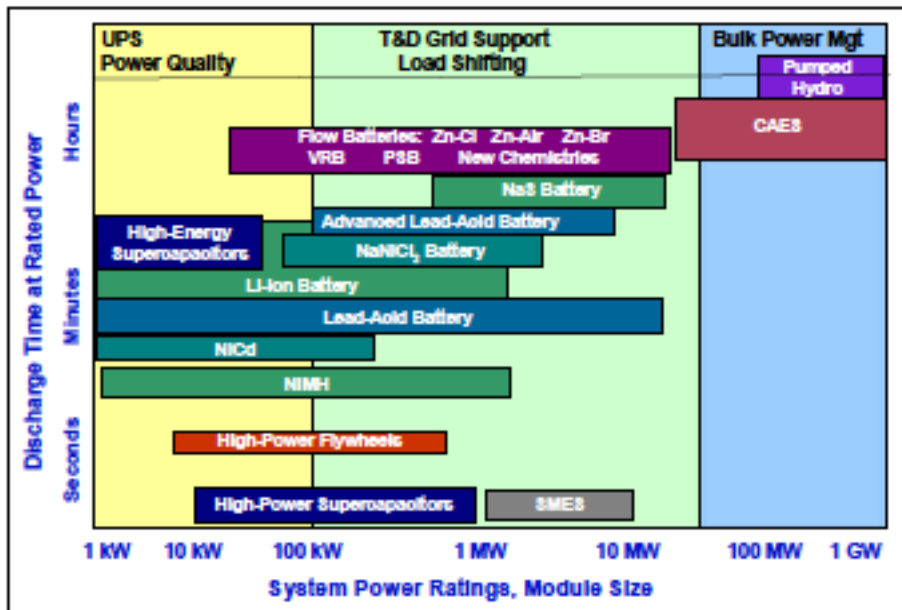 UPS
Power Quality
T&D Grid Support
Load Shifting
Bulk Power Mgt
Pumped
Hydro
CAES
Flow Batteries: Zn-Cl Zn-Air Zn-Br
VRB PSB New Chemistries
NaS Battery
Advanced Lead-Acid Battery
High-Energy
Supercapacitors
NaNiCl₂ Battery
Li-Ion Battery
Lead-Acid Battery
NiCd
NiMH
High-Power Flywheels
High-Power Supercapacitors
SMES
Discharge Time at Rated Power
Hours
Minutes
Seconds
1 kW 10 kW 100 kW 1 MW 10 MW 100 MW 1 GW
System Power Ratings, Module Size